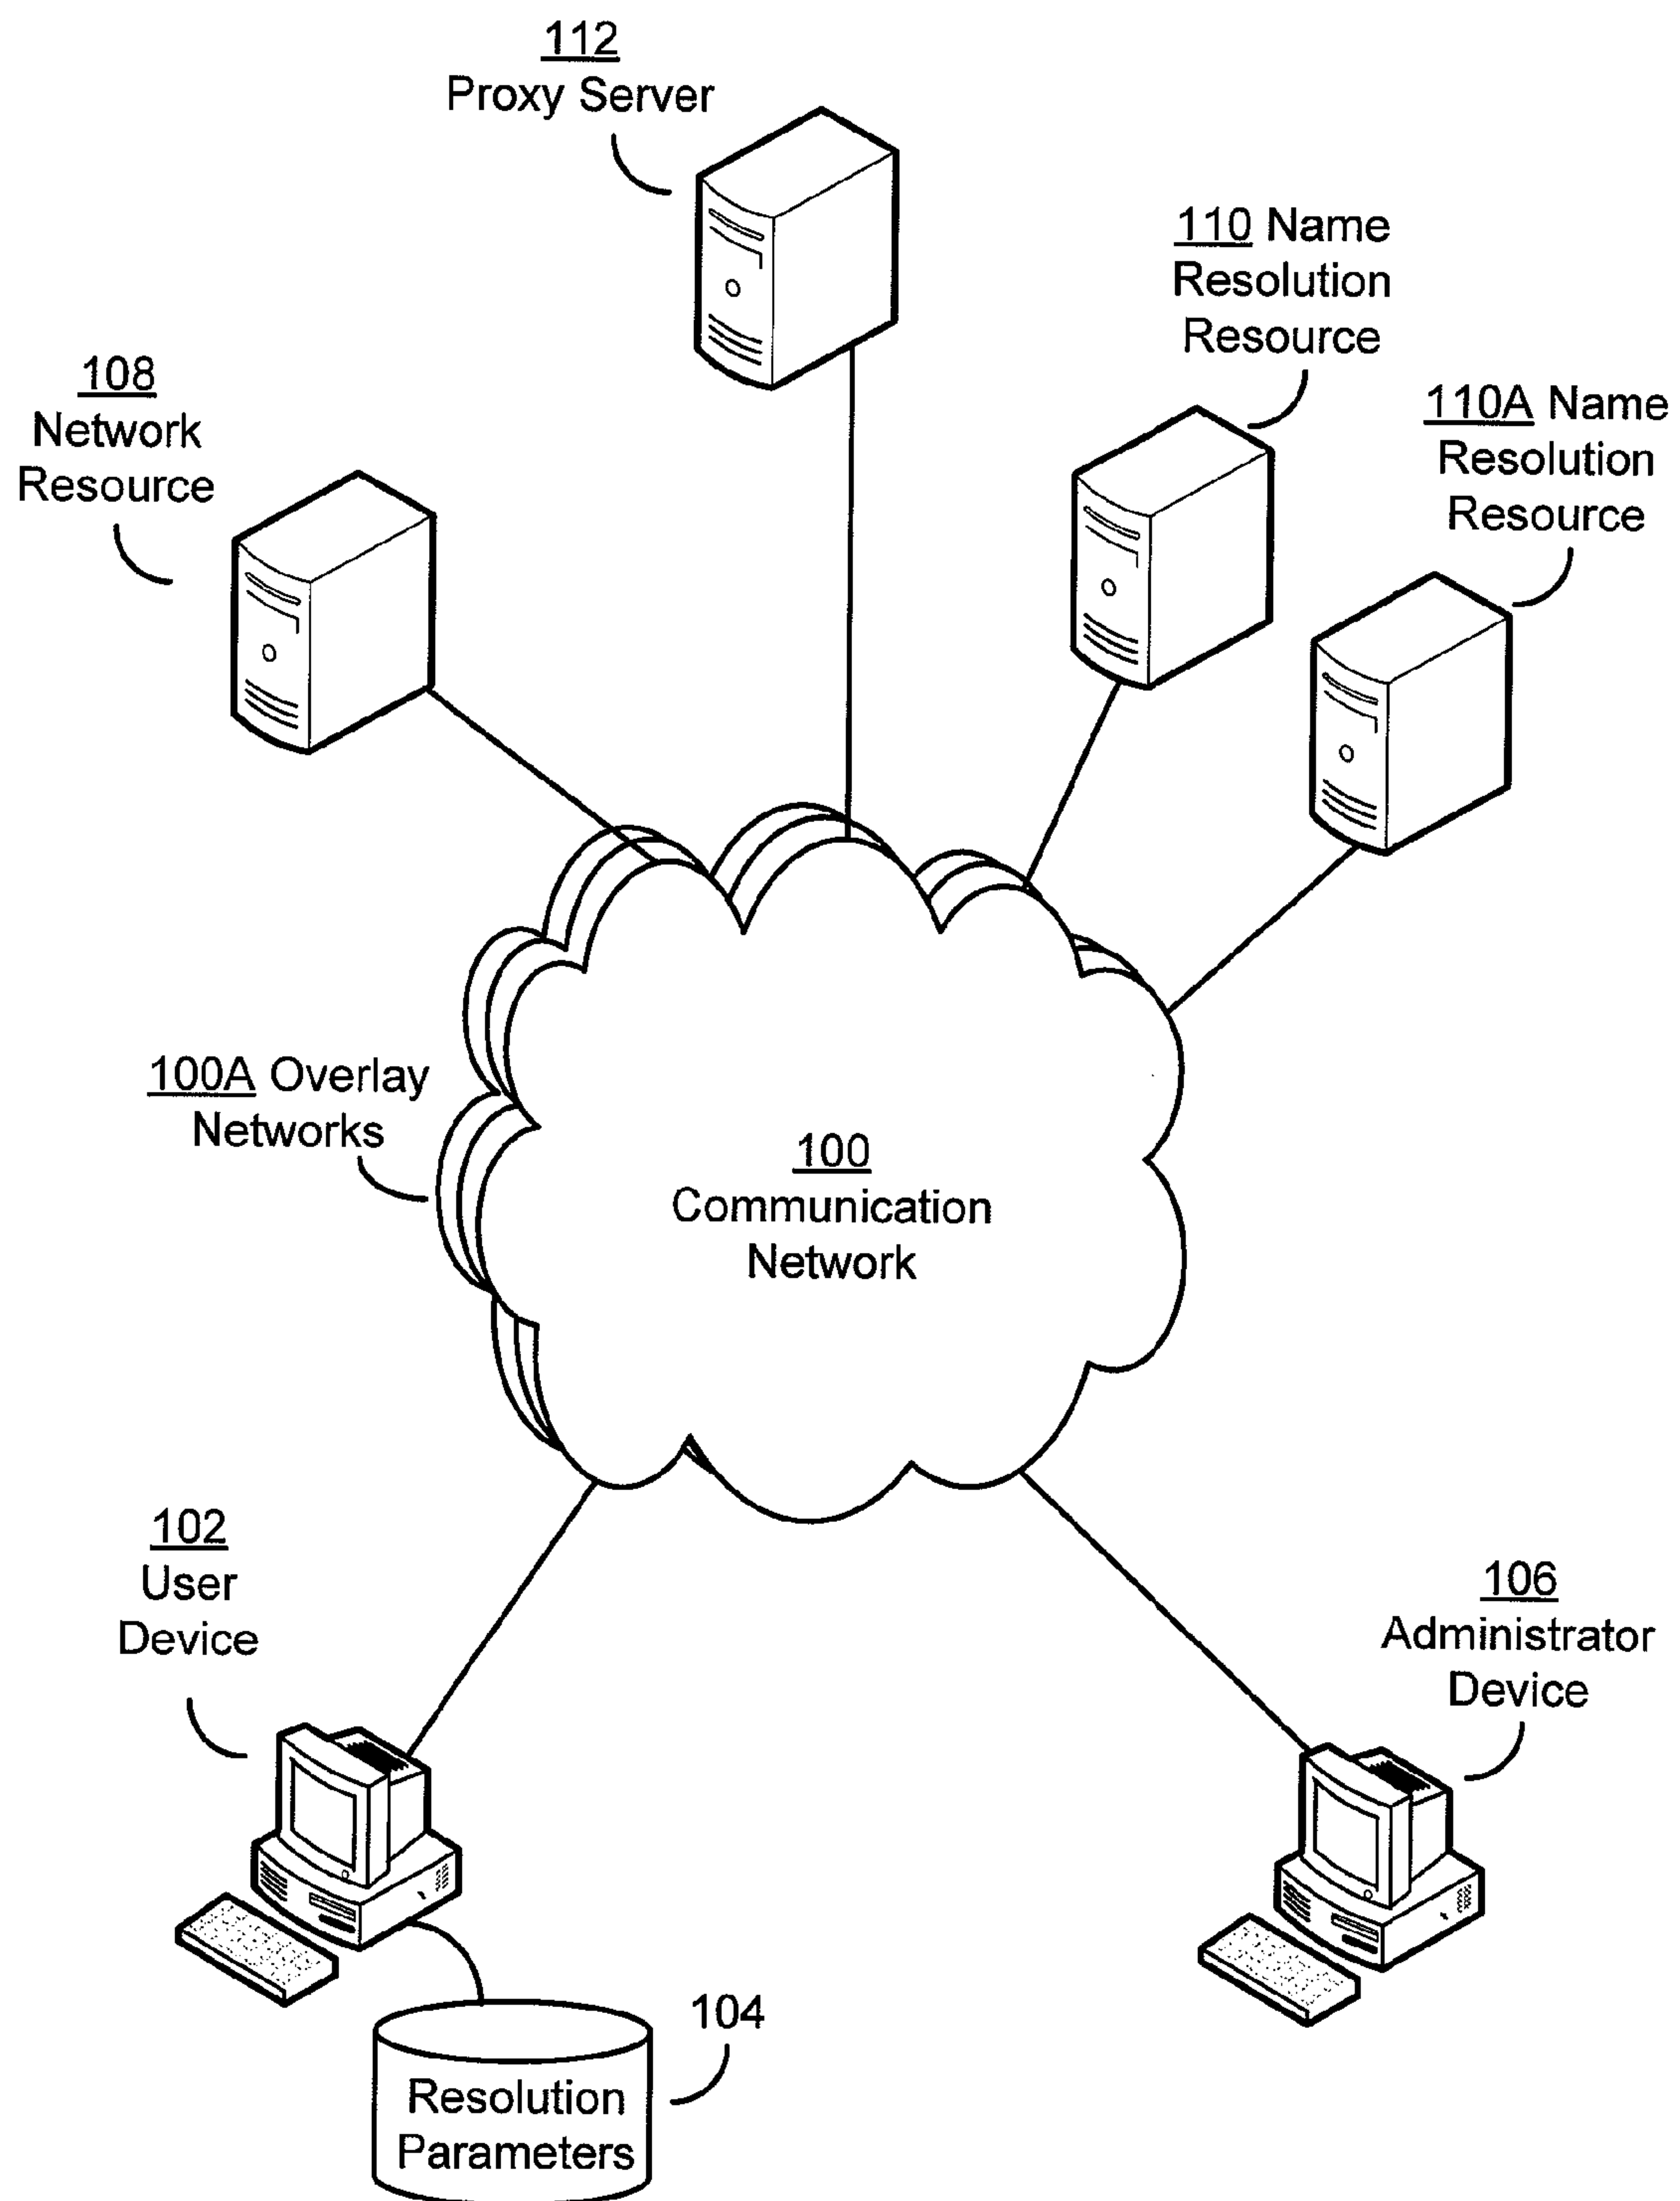 112
Proxy Server
110 Name
Resolution
Resource
108
Network
Resource
110A Name
Resolution
Resource
100A Overlay
Networks
100
Communication
Network
102
User
Device
106
Administrator
Device
104
Resolution
Parameters